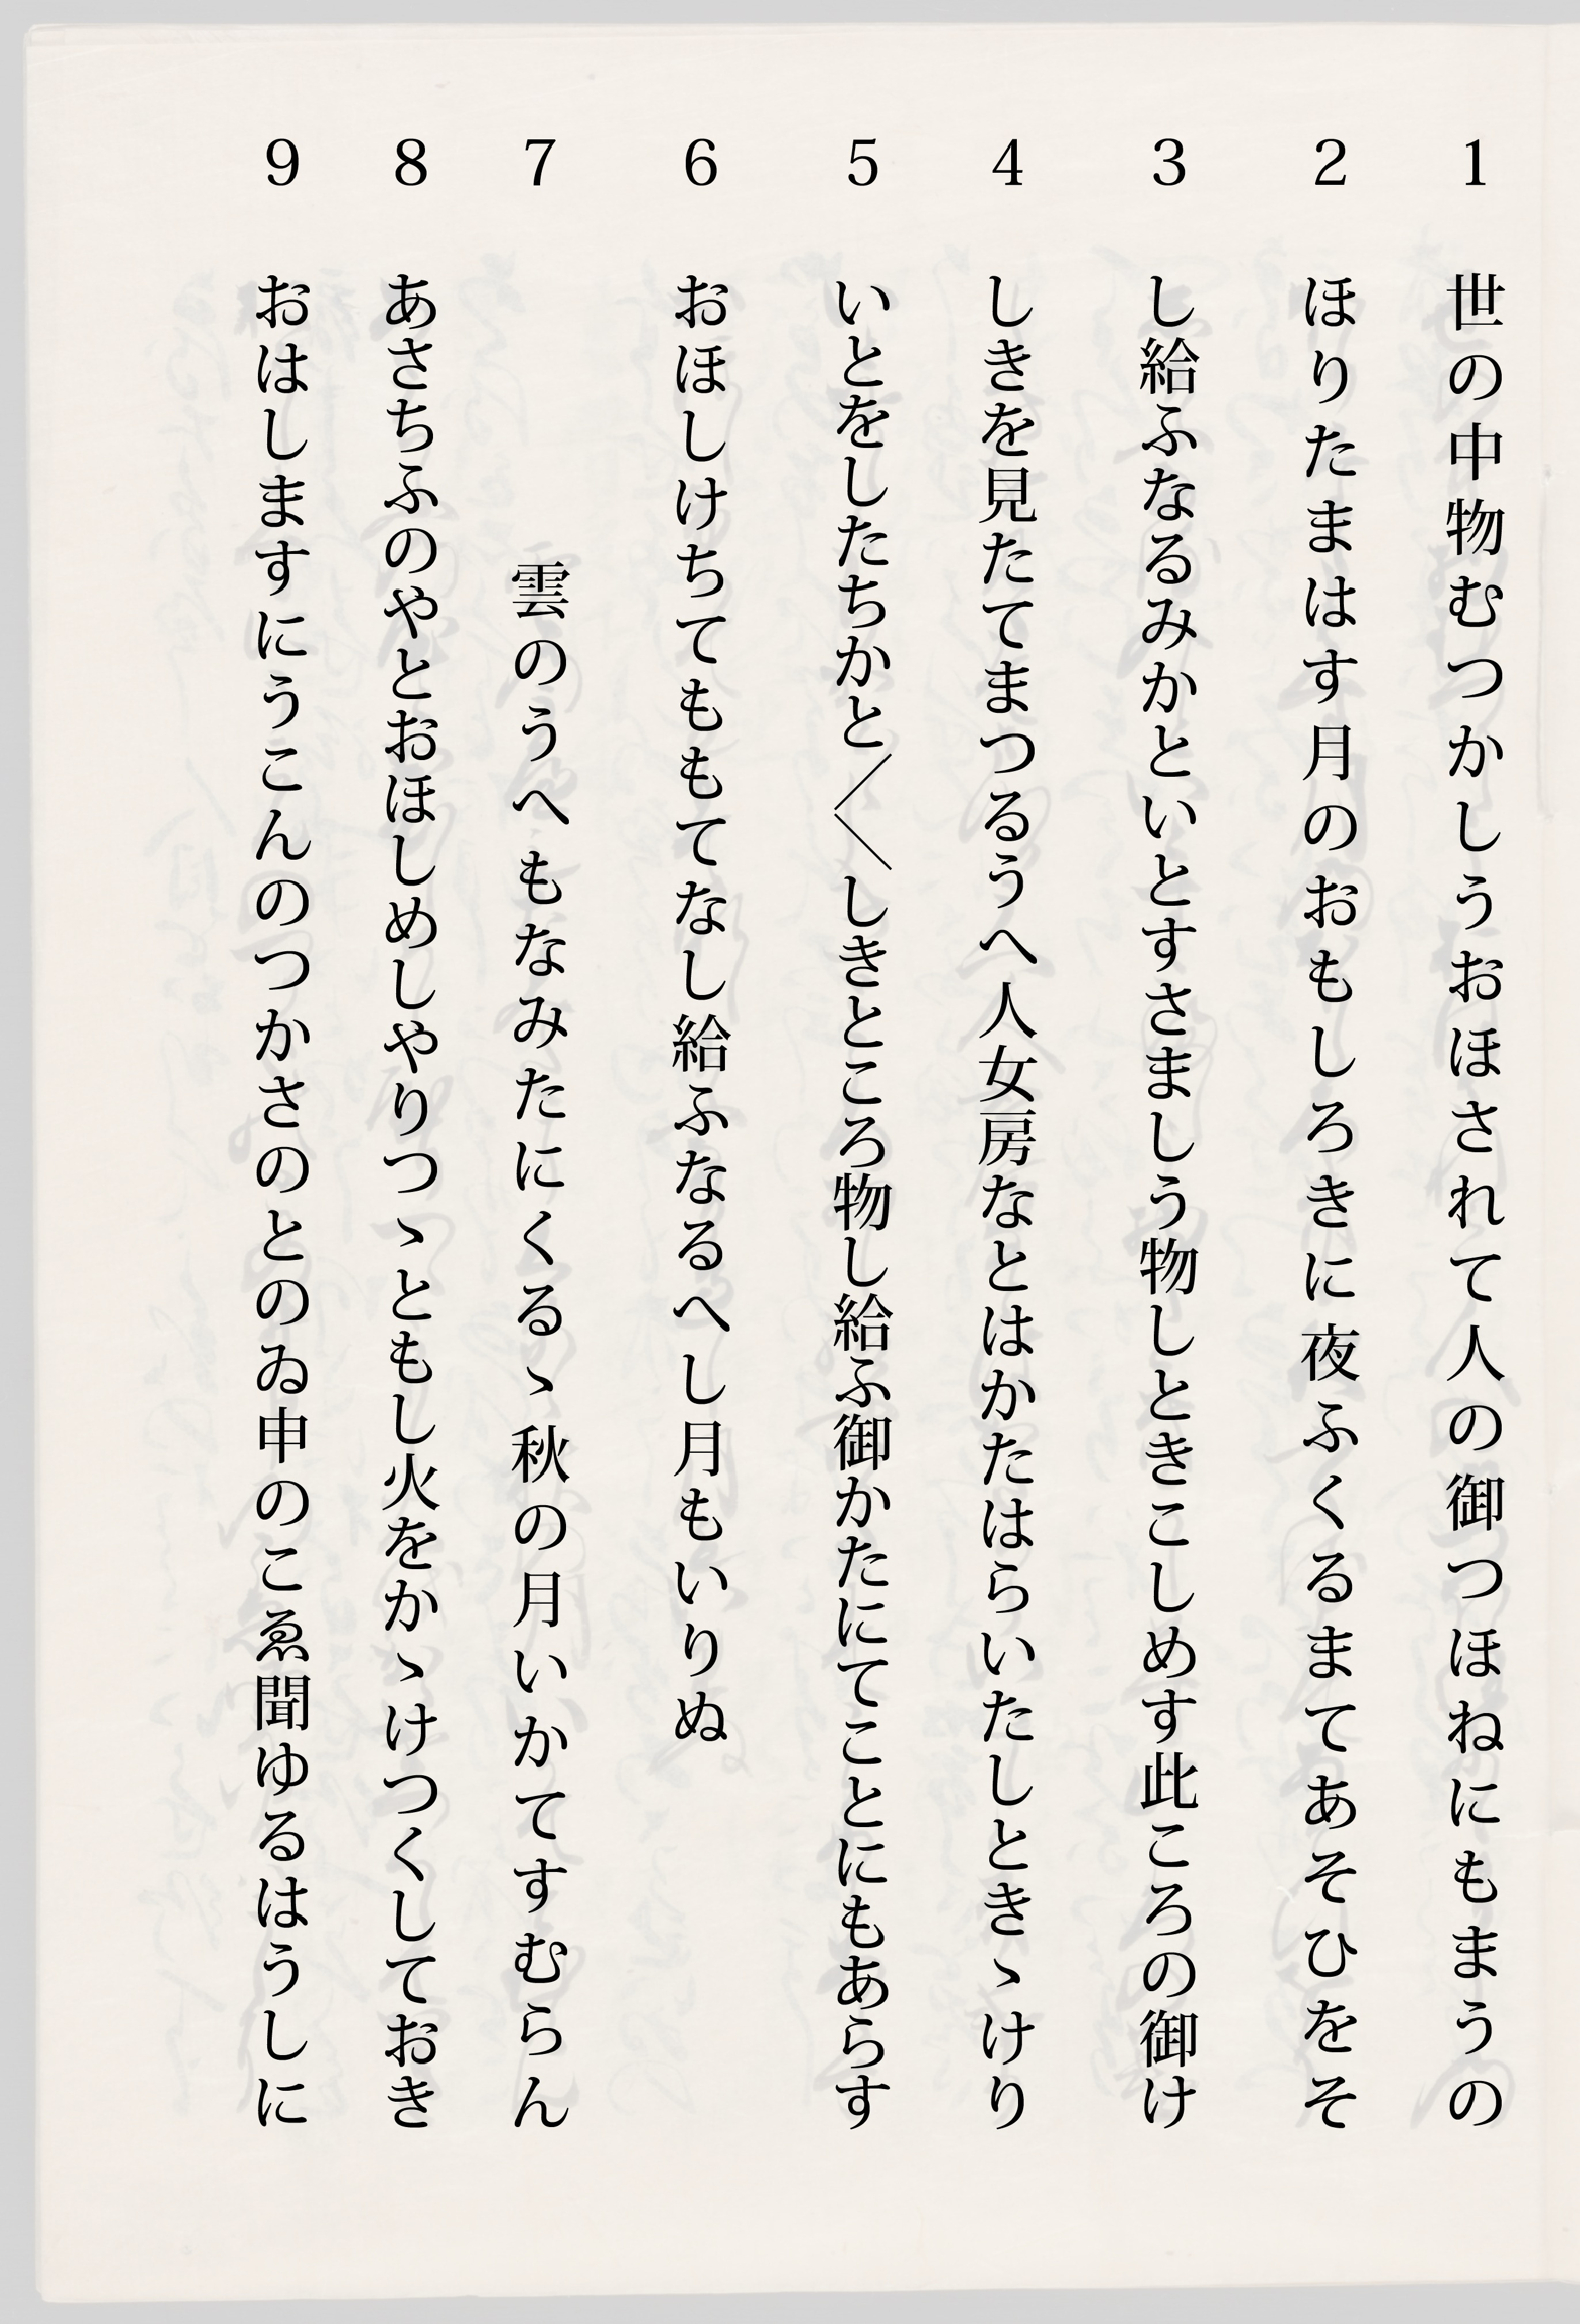 1 世の中物むつかしうおほされて人の御つほねにもまうの
2 ほりたまはす月のおもしろきに夜ふくるまてあそひをそ
3 し給ふなるみかといとすさましう物しときこしめす此ころの御け
4 しきを見たてまつるうへ人女房なとはかたはらいたしときゝけり
5 いとをしたちかと〱しきところ物し給ふ御かたにてことにもあらす
6 おほしけちてももてなし給ふなるへし月もいりぬ
7 雲のうへもなみたにくるゝ秋の月いかてすむらん
8 あさちふのやとおほしめしやりつゝともし火をかゝけつくしておき
9 おはしますにうこんのつかさのとのゐ申のこゑ聞ゆるはうしに